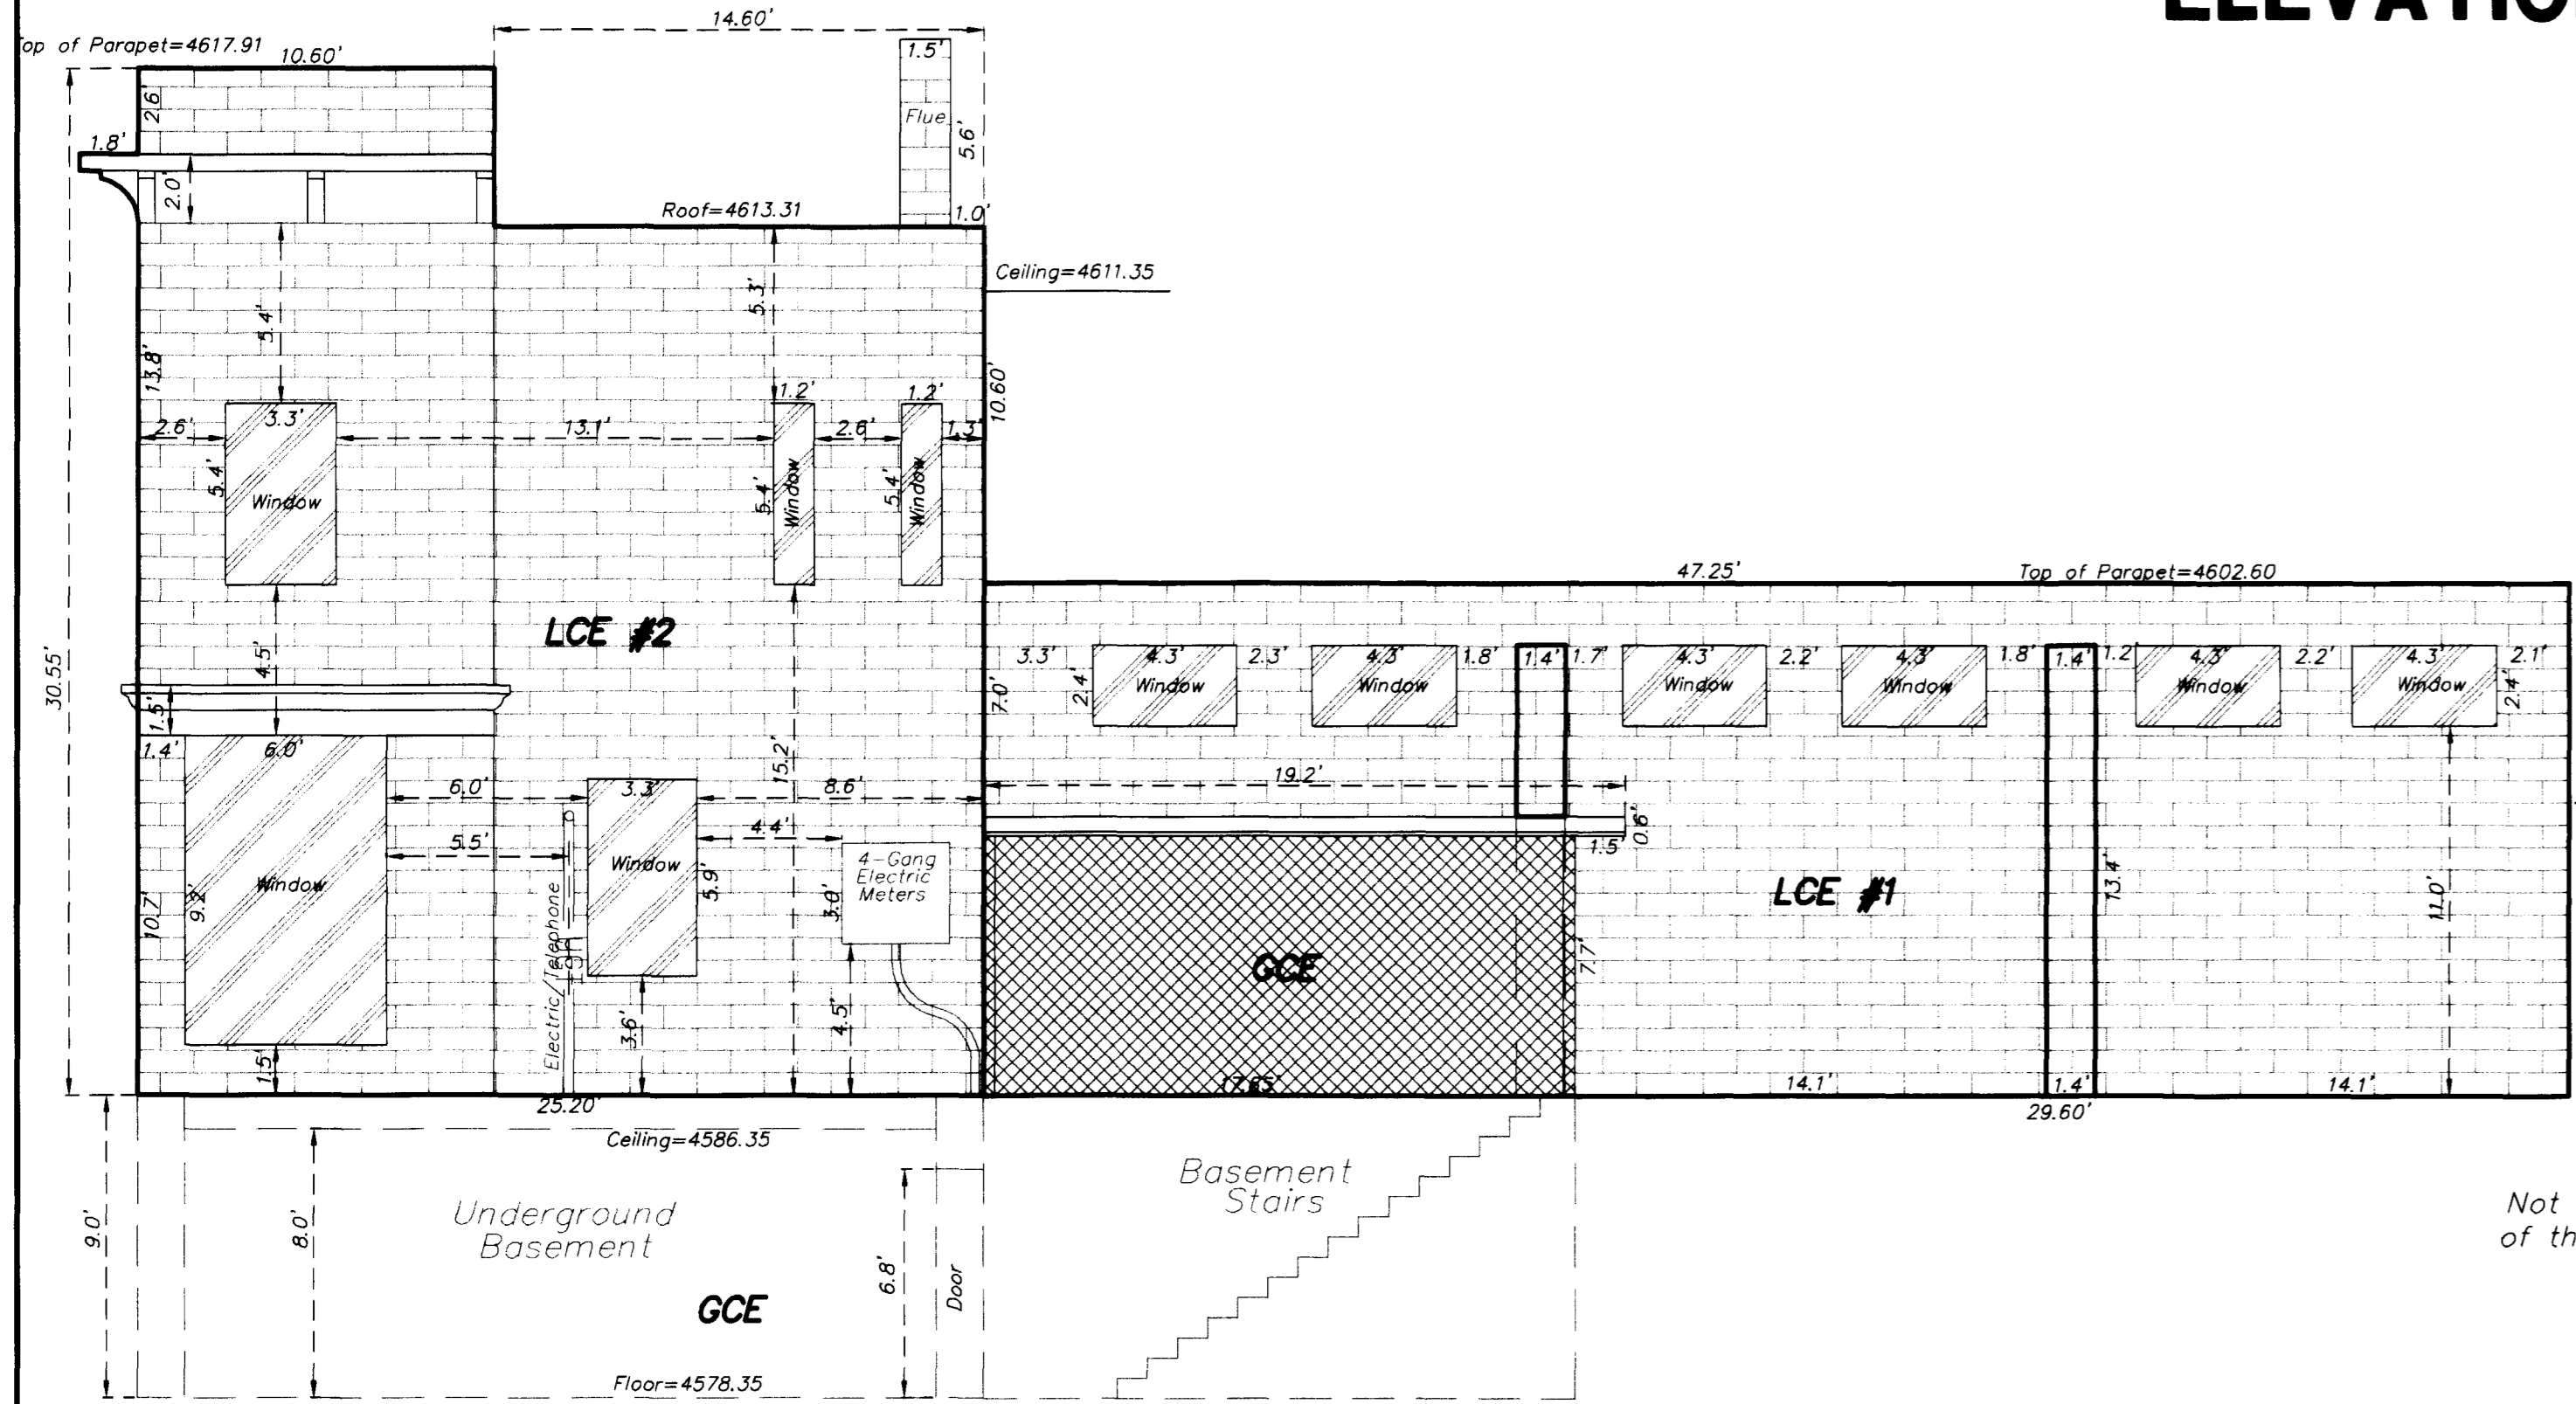 14.60'
Top of Parapet=4617.91
10.60'
1.5'
2.6'
Flue
5.6'
1.8'
2.0'
Roof=4613.31
1.0'
Ceiling=4611.35
5.4'
5.3'
13.8'
10.60'
1.2'
1.2'
2.6'
3.3'
13.1'
2.6'
1.3'
5.4'
Window
5.4'
Window
5.4'
Window
47.25'
Top of Parapet=4602.60
LCE #2
30.55'
4.5'
3.3'
4.3'
2.3'
4.3'
1.8'
1.4'
1.7'
4.3'
2.2'
4.3'
1.8'
1.4'
1.2'
4.3'
2.2'
4.3'
2.1'
7.0'
2.4'
Window
Window
Window
Window
Window
Window
2.4'
1.5'
1.4'
6.0'
15.2'
19.2'
6.0'
3.3'
8.6'
5.5'
4.4'
0.6'
1.5'
4-Gang
Electric
Meters
Window
5.9'
3.0'
Window
9.2'
10.7'
Electric/Telephone
LCE #1
13.4'
11.0'
GCE
7.7'
3.6'
4.5'
1.5'
17.65'
14.1'
1.4'
14.1'
25.20'
29.60'
Ceiling=4586.35
Basement
Stairs
Underground
Basement
9.0'
8.0'
6.8'
Door
GCE
Not
of th
Floor=4578.35